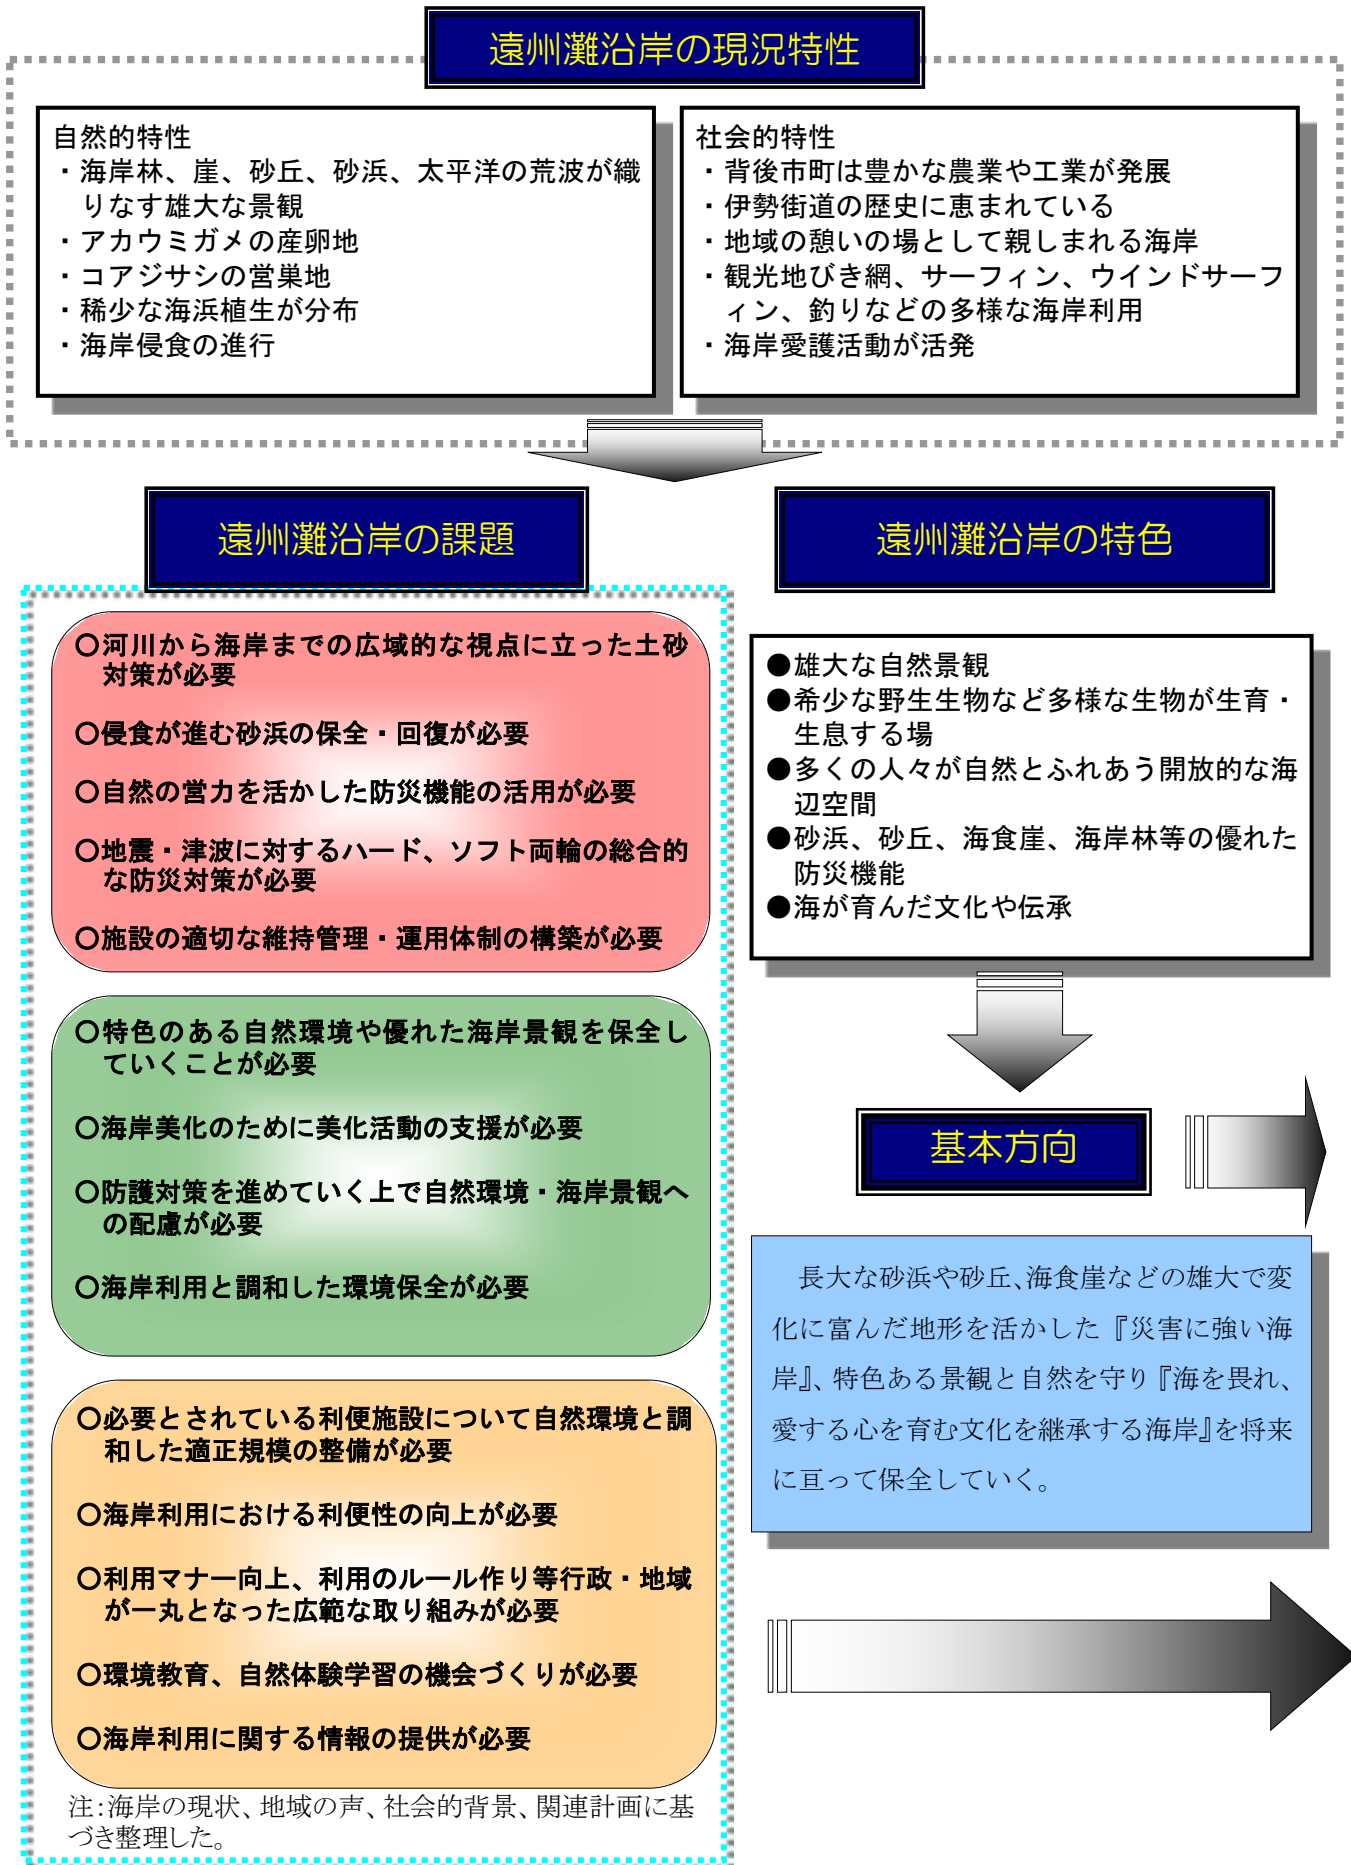 遠州灘沿岸の現況特性
自然的特性
・海岸林、崖、砂丘、砂浜、太平洋の荒波が織
りなす雄大な景観
・アカウミガメの産卵地
・コアジサシの営巣地
・稀少な海浜植生が分布
・海岸侵食の進行
社会的特性
・背後市町は豊かな農業や工業が発展
・伊勢街道の歴史に恵まれている
・地域の憩いの場として親しまれる海岸
・観光地びき網、サーフィン、ウインドサーフ
ィン、釣りなどの多様な海岸利用
・海岸愛護活動が活発
遠州灘沿岸の課題
○河川から海岸までの広域的な視点に立った土砂
対策が必要
○侵食が進む砂浜の保全・回復が必要
○自然の営力を活かした防災機能の活用が必要
○地震・津波に対するハード、ソフト両輪の総合的
な防災対策が必要
○施設の適切な維持管理・運用体制の構築が必要
○特色のある自然環境や優れた海岸景観を保全し
ていくことが必要
○海岸美化のために美化活動の支援が必要
○防護対策を進めていく上で自然環境・海岸景観へ
の配慮が必要
○海岸利用と調和した環境保全が必要
○必要とされている利便施設について自然環境と調
和した適正規模の整備が必要
○海岸利用における利便性の向上が必要
○利用マナー向上、利用のルール作り等行政・地域
が一丸となった広範な取り組みが必要
○環境教育、自然体験学習の機会づくりが必要
○海岸利用に関する情報の提供が必要
注:海岸の現状、地域の声、社会的背景、関連計画に基
づき整理した。
遠州灘沿岸の特色
●雄大な自然景観
●希少な野生生物など多様な生物が生育・
生息する場
●多くの人々が自然とふれあう開放的な海
辺空間
●砂浜、砂丘、海食崖、海岸林等の優れた
防災機能
●海が育んだ文化や伝承
基本方向
長大な砂浜や砂丘、海食崖などの雄大で変
化に富んだ地形を活かした『災害に強い海
岸』、特色ある景観と自然を守り『海を畏れ、
愛する心を育む文化を継承する海岸』を将来
に亘って保全していく。